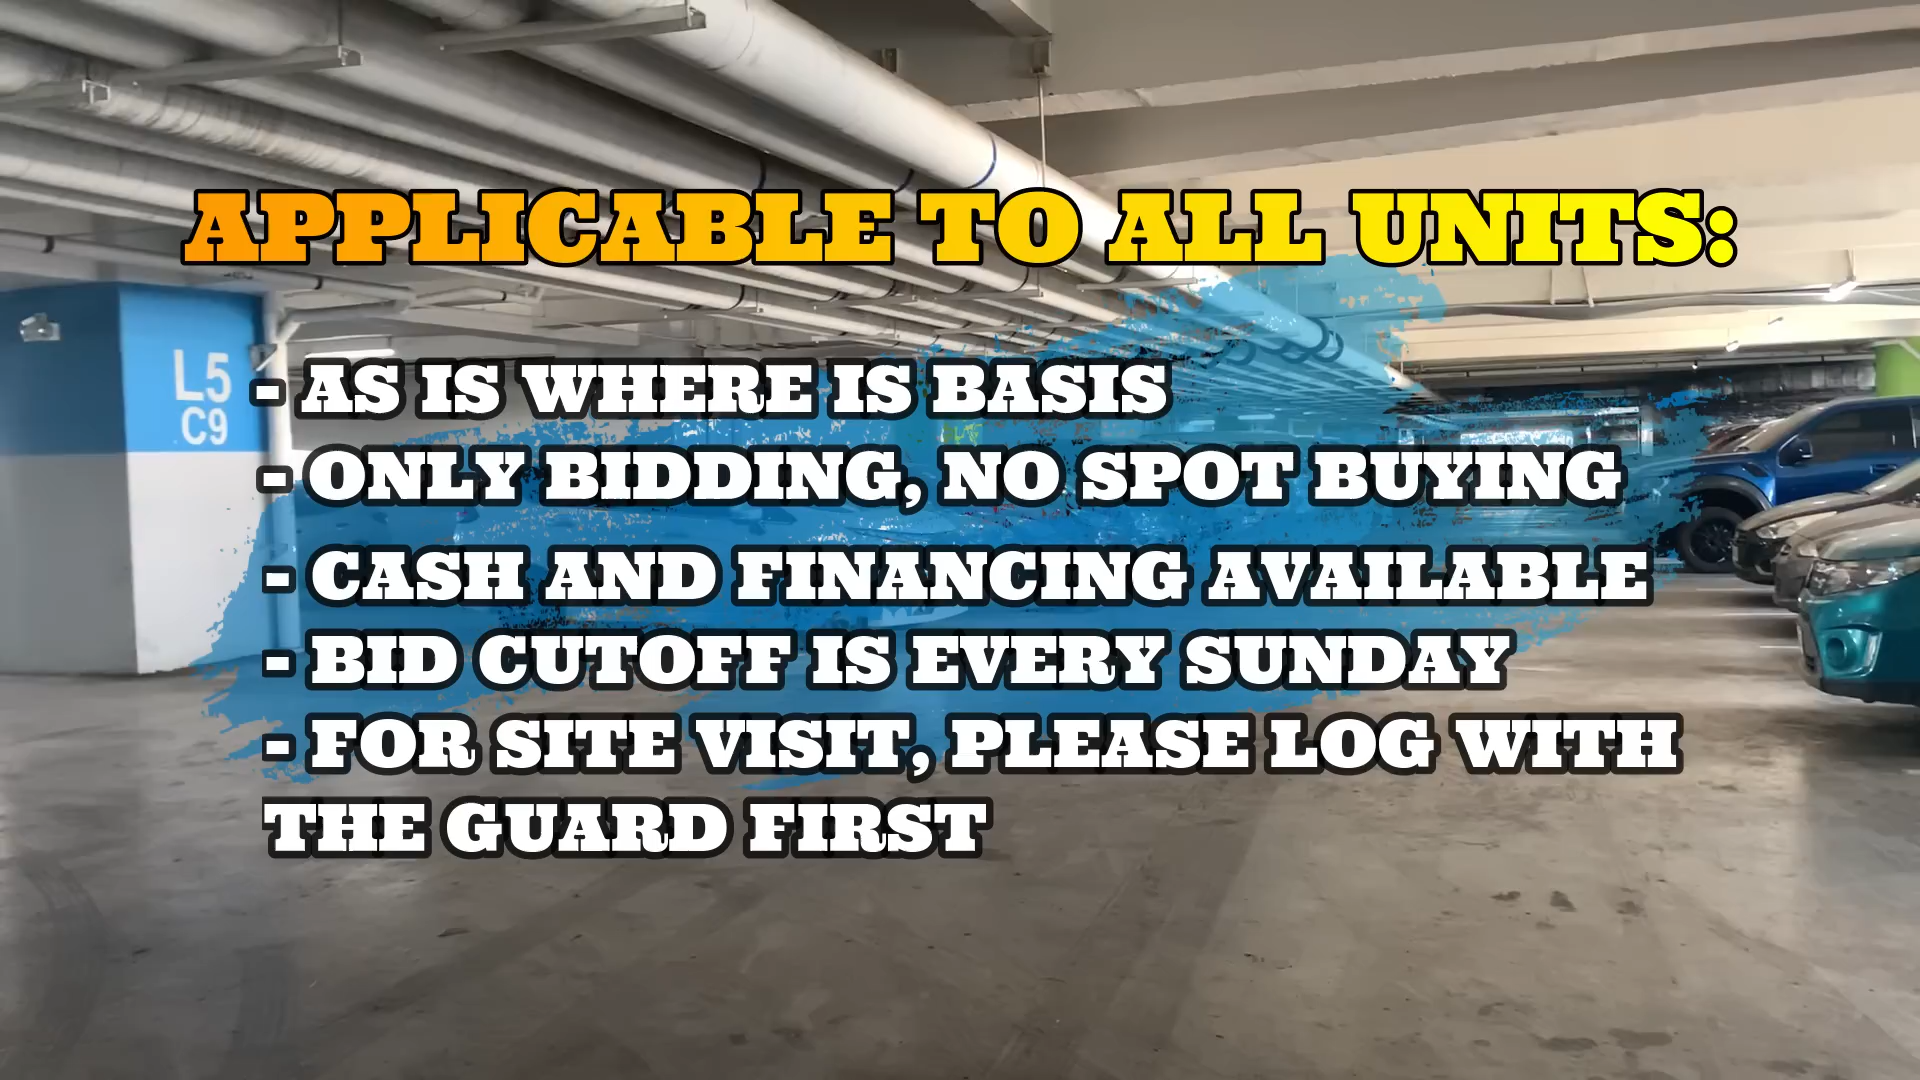 APPLICABLE TO ALL UNITS:
L5
C9
- AS IS WHERE IS BASIS
- ONLY BIDDING, NO SPOT BUYING
- CASH AND FINANCING AVAILABLE
- BID CUTOFF IS EVERY SUNDAY
- FOR SITE VISIT, PLEASE LOG WITH
THE GUARD FIRST